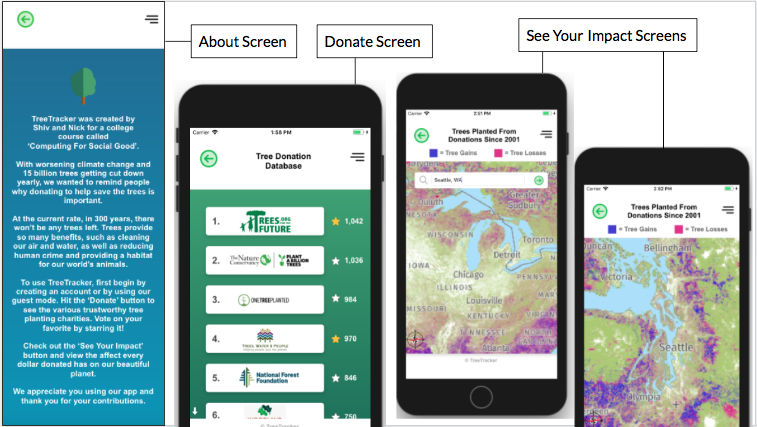 About Screen
Donate Screen
See Your Impact Screens
TreeTracker was created by
Shiv and Nick for a college
course called
'Computing For Social Good'.
With worsening climate change and
15 billion trees getting cut down
yearly, we wanted to remind people
why donating to help save the trees is
important.
At the current rate, in 300 years, there
won't be any trees left. Trees provide
so many benefits, such as cleaning
our air and water, as well as reducing
human crime and providing a habitat
for our world's animals.
To use TreeTracker, first begin by
creating an account or by using our
guest mode. Hit the 'Donate' button to
see the various trustworthy tree
planting charities. Vote on your
favorite by starring it!
Check out the 'See Your Impact'
button and view the affect every
dollar donated has on our beautiful
planet.
We appreciate you using our app and
thank you for your contributions.
Carrier 1:58 PM
Tree Donation
Database
1. TREES.ORG FOR THE FUTURE 1,042
2. The Nature Conservancy PLANT A BILLION TREES 1,036
3. ONETREEPLANTED 984
4. TREES, WATER & PEOPLE 970
5. National Forest Foundation 846
6. 750
© TreeTracker
Carrier 2:51 PM
Trees Planted From
Donations Since 2001
= Tree Gains = Tree Losses
Seattle, WA
Duluth
Greater
Sudbury
WISCONSIN
Toronto
Detroit
IOWA
Chicago
PENNSYL
ILLINOIS
Louisville
MISSOURI
KENTUCKY
VIRGIN
TENNESSEE
Atlanta
© TreeTracker
Carrier 2:52 PM
Trees Planted From
Donations Since 2001
= Tree Gains = Tree Losses
Duncan
Bellingham
Victoria
Seattle
Olympia